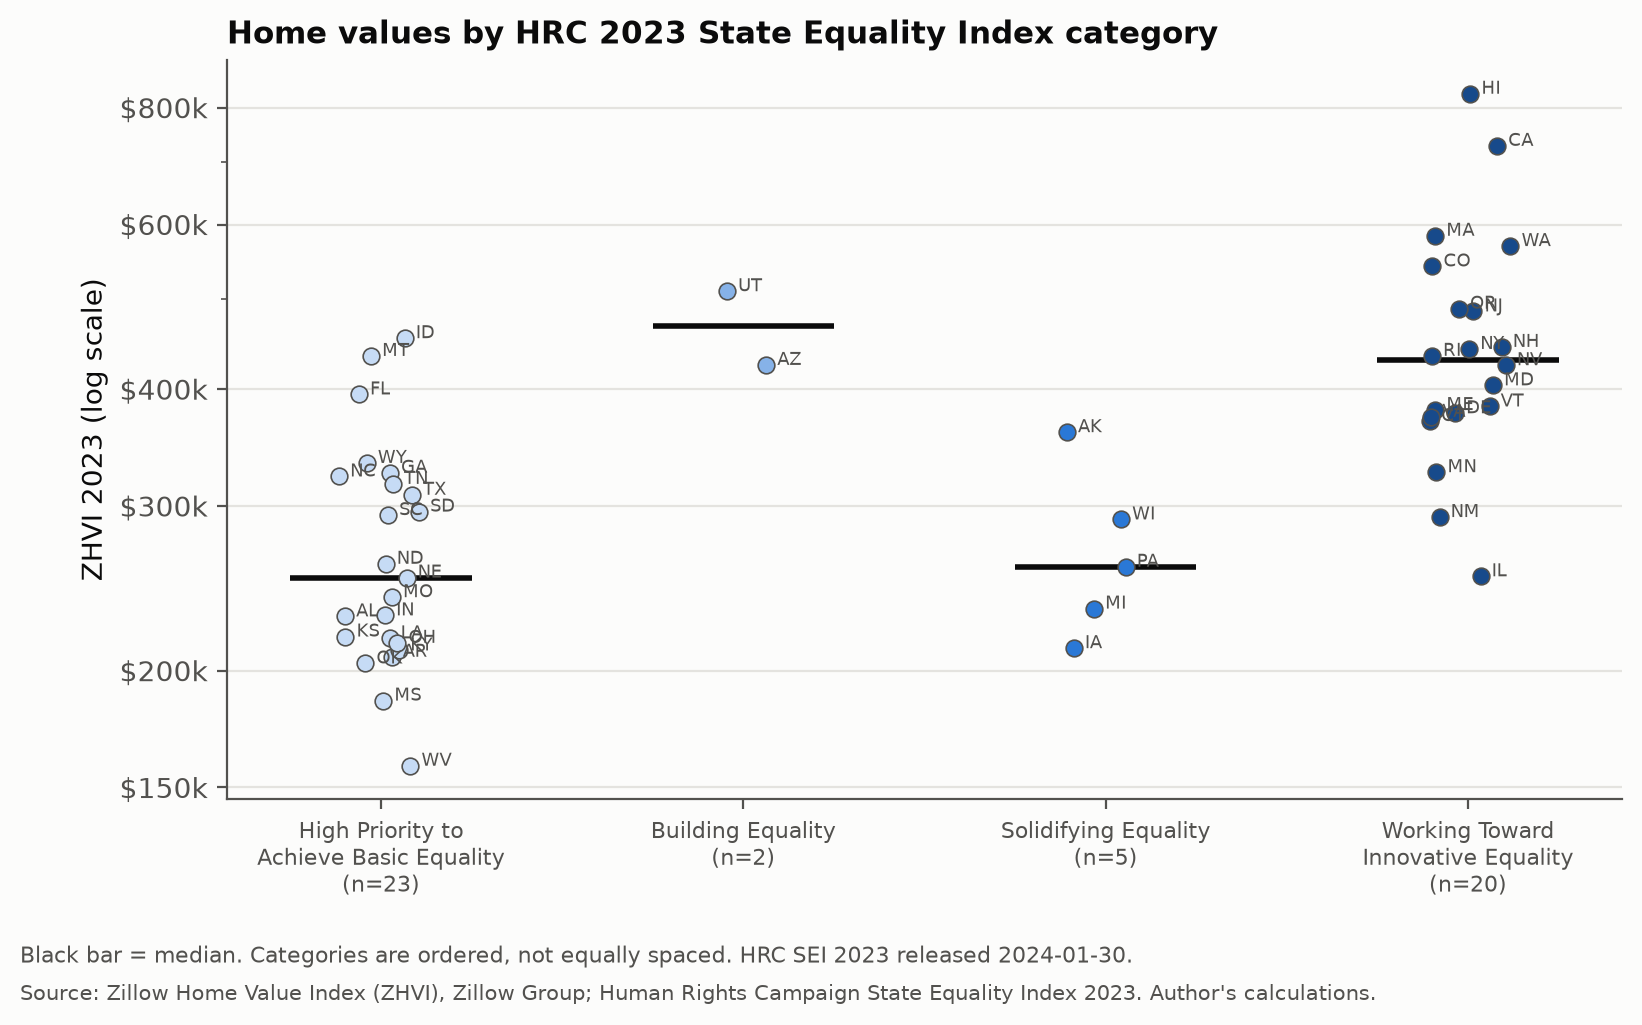 Home values by HRC 2023 State Equality Index category
ZHVI 2023 (log scale)
$800k
$600k
$400k
$300k
$200k
$150k
ID
MT
FL
WY
NC
GA
TN
TX
SD
SC
ND
NE
MO
AL
IN
KS
LA
OH
KY
AR
OK
MS
WV
UT
AZ
AK
WI
PA
MI
IA
HI
CA
MA
WA
CO
OR
NJ
NH
NY
RI
NV
MD
VT
ME
MN
NM
IL
High Priority to
Achieve Basic Equality
(n=23)
Building Equality
(n=2)
Solidifying Equality
(n=5)
Working Toward
Innovative Equality
(n=20)
Black bar = median. Categories are ordered, not equally spaced. HRC SEI 2023 released 2024-01-30.
Source: Zillow Home Value Index (ZHVI), Zillow Group; Human Rights Campaign State Equality Index 2023. Author's calculations.